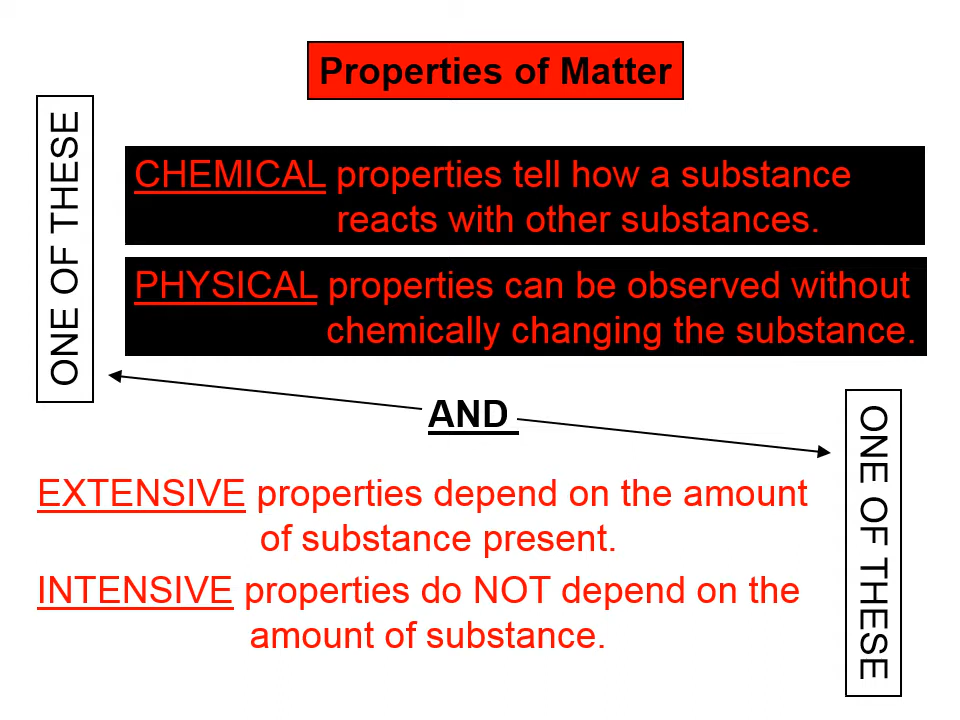 Properties of Matter
ONE OF THESE
CHEMICAL properties tell how a substance
reacts with other substances.
PHYSICAL properties can be observed without
chemically changing the substance.
AND
EXTENSIVE properties depend on the amount
of substance present.
INTENSIVE properties do NOT depend on the
amount of substance.
ONE OF THESE